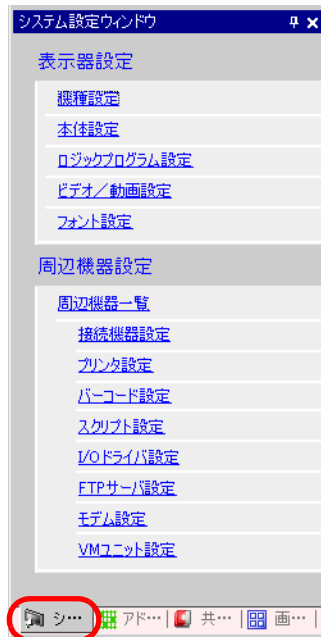 システム設定ウィンドウ
表示器設定
機種設定
本体設定
ロジックプログラム設定
ビデオ／動画設定
フォント設定
周辺機器設定
周辺機器一覧
接続機器設定
プリンタ設定
バーコード設定
スクリプト設定
I/Oドライバ設定
FTPサーバ設定
モデム設定
VMユニット設定
シ… アド… 共… 画…